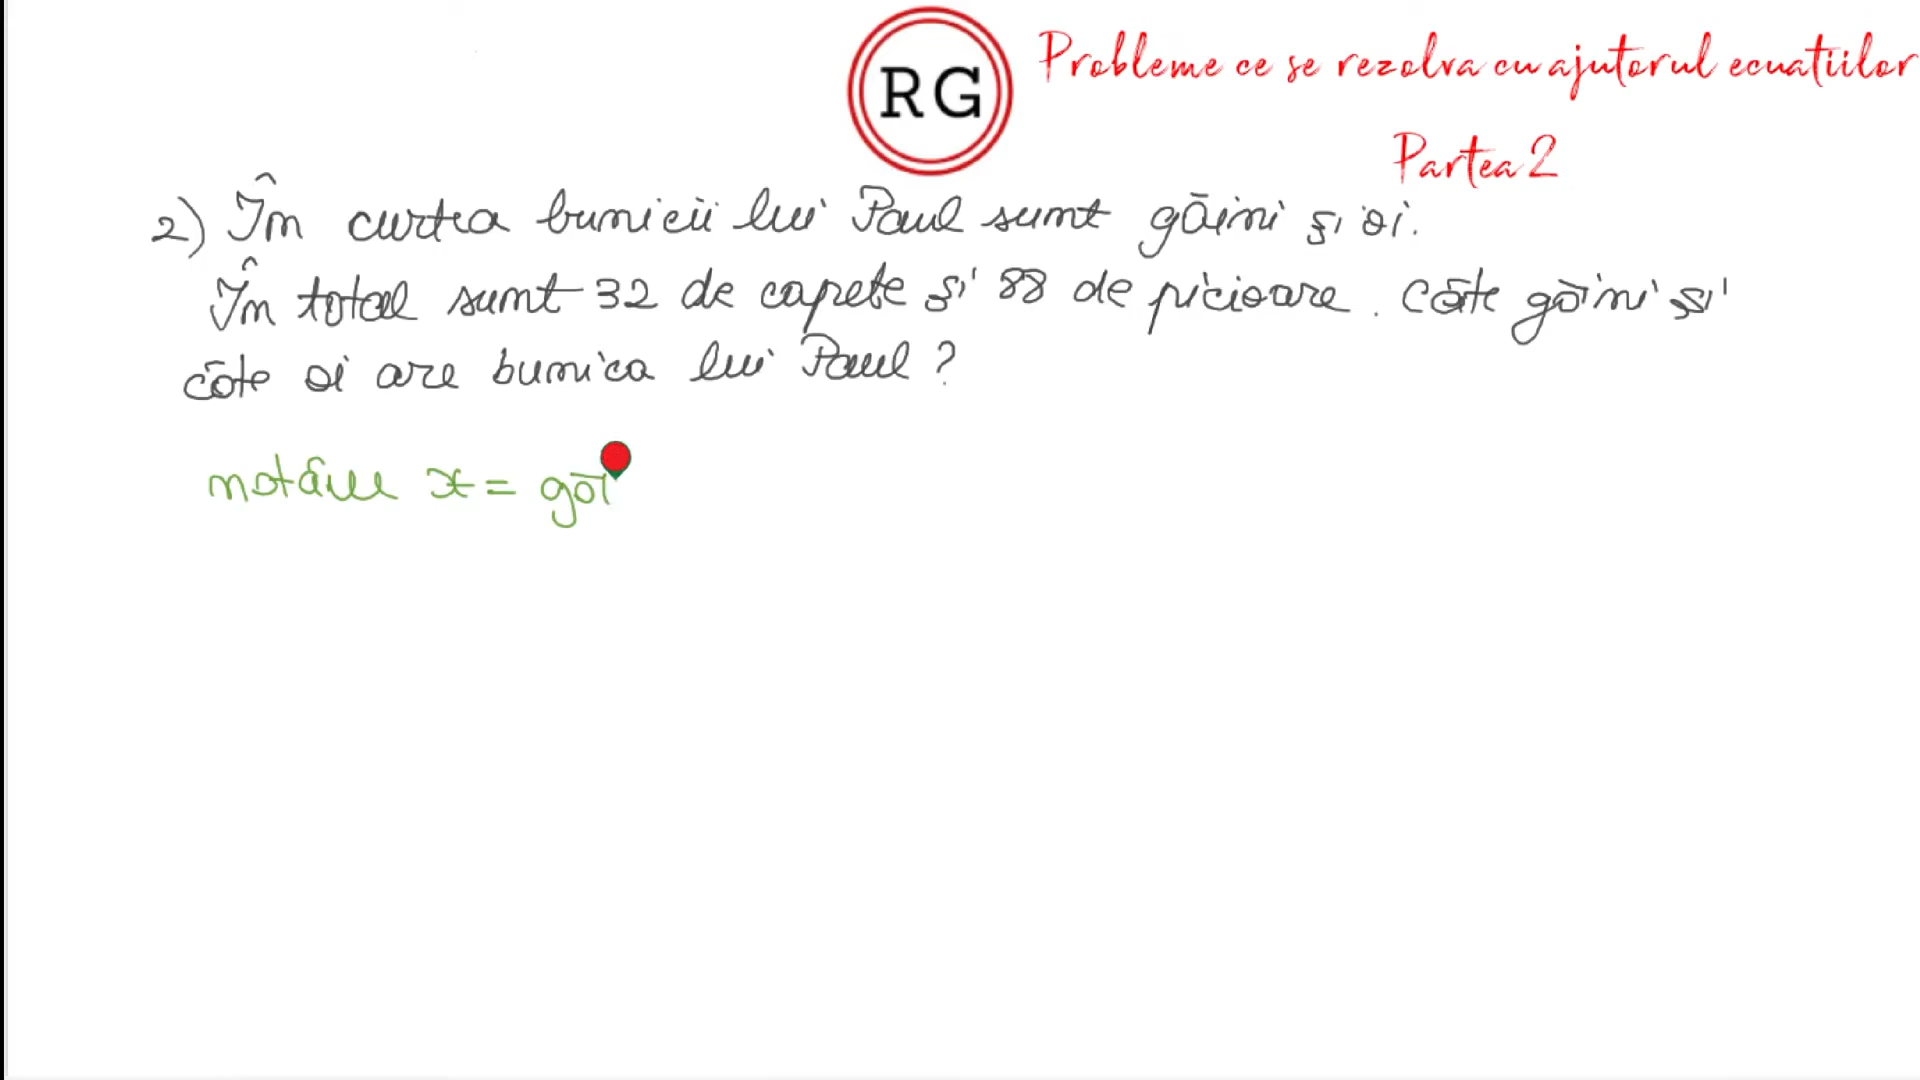 RG
Probleme ce se rezolva cu ajutorul ecuatiilor
Partea 2
2) În curtea bunicii lui Paul sunt găini și oi.
În total sunt 32 de capete și 88 de picioare. Câte găini și
câte oi are bunica lui Paul?
notăm x = găi